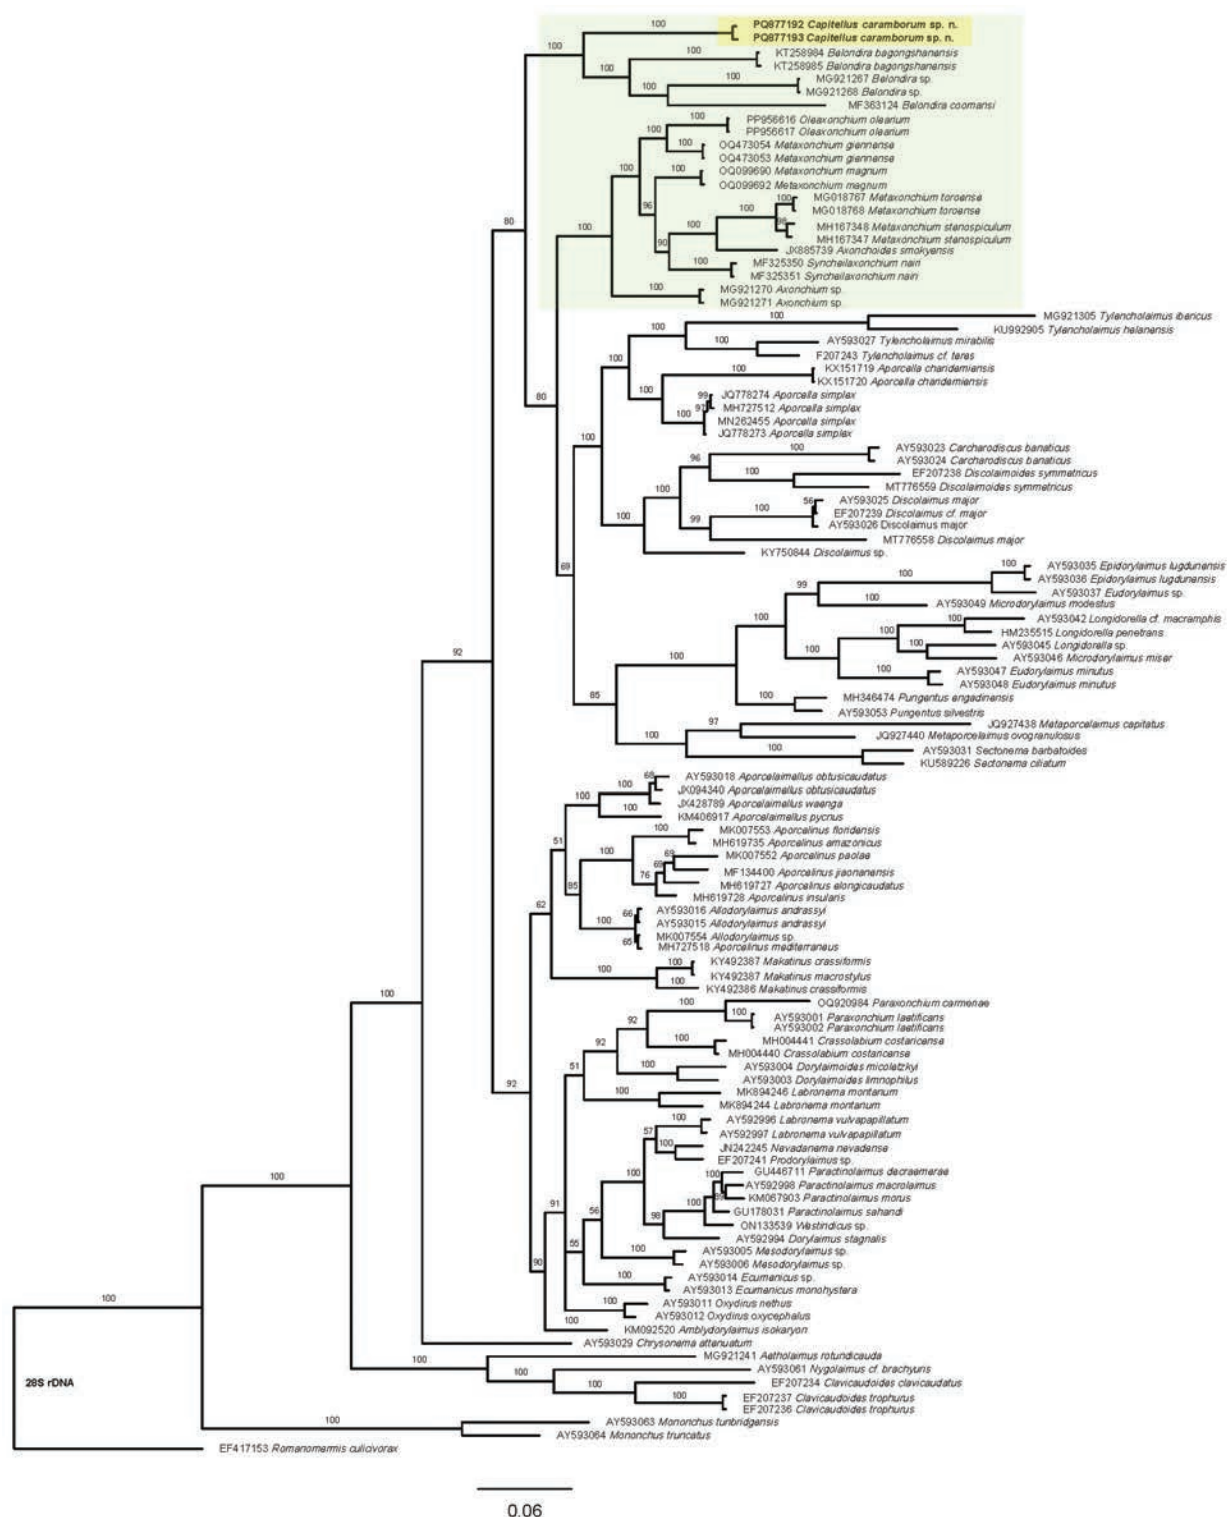 PQ877192 Capitellus caramborum sp. n.
PQ877193 Capitellus caramborum sp. n.
KT258984 Belondira bagongshanensis
KT258985 Belondira bagongshanensis
MG921267 Belondira sp.
MG921268 Belondira sp.
MF363124 Belondira coomansi
PP956616 Oleaxonchium olearium
PP956617 Oleaxonchium olearium
OQ473054 Metaxonchium giennense
OQ473053 Metaxonchium giennense
OQ099690 Metaxonchium magnum
OQ099692 Metaxonchium magnum
MG018767 Metaxonchium toroense
MG018768 Metaxonchium toroense
MH167348 Metaxonchium stenospiculum
MH167347 Metaxonchium stenospiculum
JX885739 Axonchoides smokyensis
MF325350 Syncheilaxonchium nairi
MF325351 Syncheilaxonchium nairi
MG921270 Axonchium sp.
MG921271 Axonchium sp.
MG921305 Tylencholaimus ibericus
KU992905 Tylencholaimus helanensis
AY593027 Tylencholaimus mirabilis
F207243 Tylencholaimus cf. teres
KX151719 Aporcella charidemiensis
KX151720 Aporcella charidemiensis
JQ778274 Aporcella simplex
MH727512 Aporcella simplex
MN262455 Aporcella simplex
JQ778273 Aporcella simplex
AY593023 Carcharodiscus banaticus
AY593024 Carcharodiscus banaticus
EF207238 Discolaimoides symmetricus
MT776559 Discolaimoides symmetricus
AY593025 Discolaimus major
EF207239 Discolaimus cf. major
AY593026 Discolaimus major
MT776558 Discolaimus major
KY750844 Discolaimus sp.
AY593035 Epidorylaimus lugdunensis
AY593036 Epidorylaimus lugdunensis
AY593037 Eudorylaimus sp.
AY593049 Microdorylaimus modestus
AY593042 Longidorella cf. macramphis
HM235515 Longidorella penetrans
AY593045 Longidorella sp.
AY593046 Microdorylaimus miser
AY593047 Eudorylaimus minutus
AY593048 Eudorylaimus minutus
MH346474 Pungentus engadinensis
AY593053 Pungentus silvestris
JQ927438 Metaporcelaimus capitatus
JQ927440 Metaporcelaimus ovogranulosus
AY593031 Sectonema barbatoides
KU589226 Sectonema ciliatum
AY593018 Aporcelaimellus obtusicaudatus
JX094340 Aporcelaimellus obtusicaudatus
JX428789 Aporcelaimellus waenga
KM406917 Aporcelaimellus pycnus
MK007553 Aporcelinus floridensis
MH619735 Aporcelinus amazonicus
MK007552 Aporcelinus paolae
MF134400 Aporcelinus jiaonanensis
MH619727 Aporcelinus elongicaudatus
MH619728 Aporcelinus insularis
AY593016 Allodorylaimus andrassyi
AY593015 Allodorylaimus andrassyi
MK007554 Allodorylaimus sp.
MH727518 Aporcelinus mediterraneus
KY492387 Makatinus crassiformis
KY492387 Makatinus macrostylus
KY492386 Makatinus crassiformis
OQ920984 Paraxonchium carmenae
AY593001 Paraxonchium laetificans
AY593002 Paraxonchium laetificans
MH004441 Crassolabium costaricense
MH004440 Crassolabium costaricense
AY593004 Dorylaimoides micoletzkyi
AY593003 Dorylaimoides limnophilus
MK894246 Labronema montanum
MK894244 Labronema montanum
AY592996 Labronema vulvapapillatum
AY592997 Labronema vulvapapillatum
JN242245 Nevadanema nevadense
EF207241 Prodorylaimus sp.
GU446711 Paractinolaimus decraemerae
AY592998 Paractinolaimus macrolaimus
KM067903 Paractinolaimus morus
GU178031 Paractinolaimus sahandi
ON133539 Westindicus sp.
AY592994 Dorylaimus stagnalis
AY593005 Mesodorylaimus sp.
AY593006 Mesodorylaimus sp.
AY593014 Ecumenicus sp.
AY593013 Ecumenicus monohystera
AY593011 Oxydirus nethus
AY593012 Oxydirus oxycephalus
KM092520 Amblydorylaimus isokaryon
AY593029 Chrysonema attenuatum
MG921241 Aetholaimus rotundicauda
AY593061 Nygolaimus cf. brachyuris
EF207234 Clavicaudoides clavicaudatus
EF207237 Clavicaudoides trophurus
EF207236 Clavicaudoides trophurus
28S rDNA
AY593063 Mononchus tunbridgensis
AY593064 Mononchus truncatus
EF417153 Romanomermis culicivorax
0.06